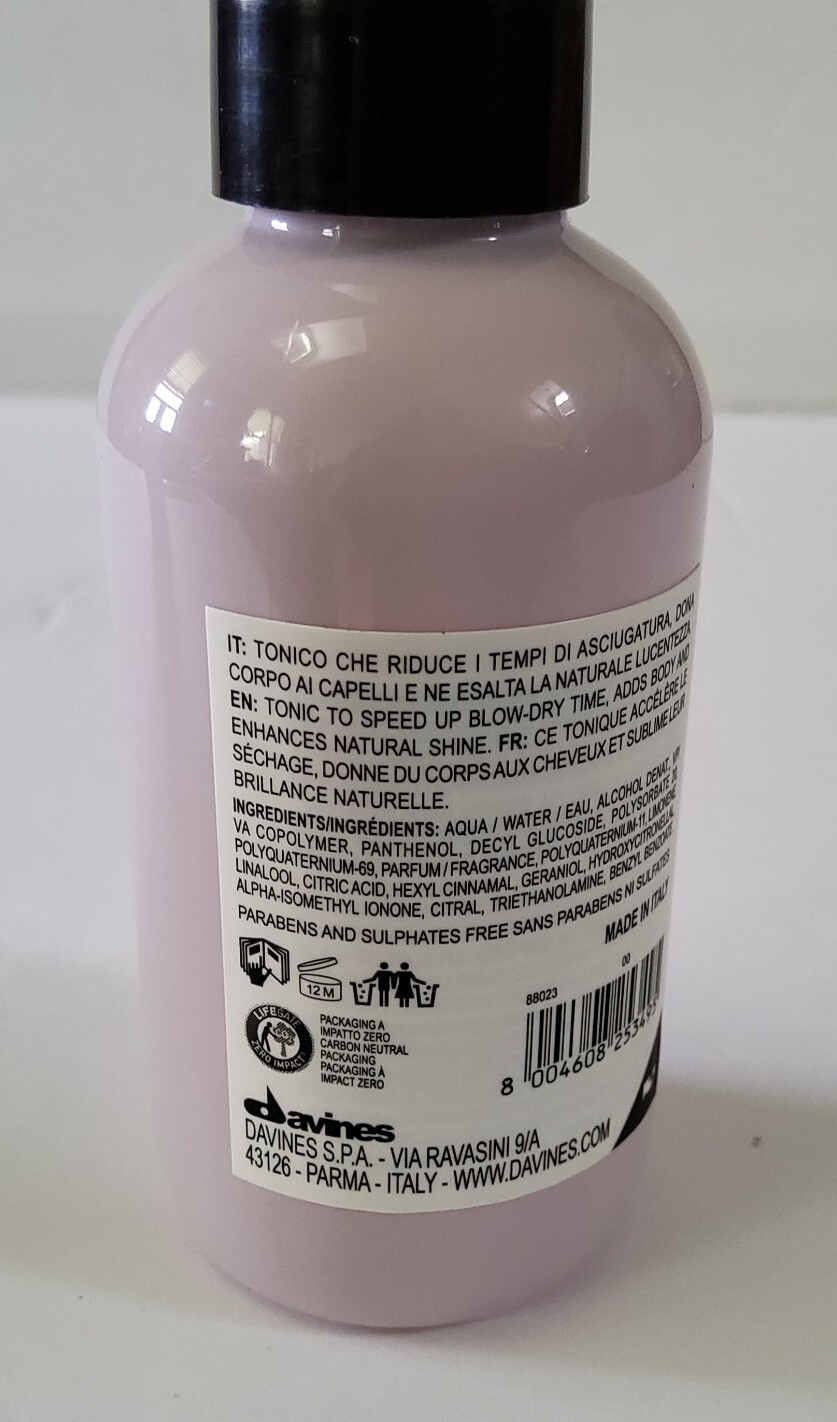 IT: TONICO CHE RIDUCE I TEMPI DI ASCIUGATURA, DONA
CORPO AI CAPELLI E NE ESALTA LA NATURALE LUCENTEZZA
EN: TONIC TO SPEED UP BLOW-DRY TIME, ADDS BODY AND
ENHANCES NATURAL SHINE. FR: CE TONIQUE ACCÉLÈRE LE
SÉCHAGE, DONNE DU CORPS AUX CHEVEUX ET SUBLIME LEUR
BRILLANCE NATURELLE.
INGREDIENTS/INGRÉDIENTS: AQUA / WATER / EAU, ALCOHOL DENAT.
VA COPOLYMER, PANTHENOL, DECYL GLUCOSIDE, POLYSORBATE
POLYQUATERNIUM-69, PARFUM / FRAGRANCE, POLYQUATERNIUM-11, LIMONENE
LINALOOL, CITRIC ACID, HEXYL CINNAMAL, GERANIOL, HYDROXYCITRONELLAL
ALPHA-ISOMETHYL IONONE, CITRAL, TRIETHANOLAMINE, BENZYL BENZOATE
PARABENS AND SULPHATES FREE SANS PARABENS NI SULFATES
MADE IN ITALY
12 M
LIFEGATE
ZERO IMPACT
PACKAGING A
IMPATTO ZERO
CARBON NEUTRAL
PACKAGING
PACKAGING À
IMPACT ZERO
88023
00
8 004608 253495
davines
DAVINES S.P.A. - VIA RAVASINI 9/A
43126 - PARMA - ITALY - WWW.DAVINES.COM